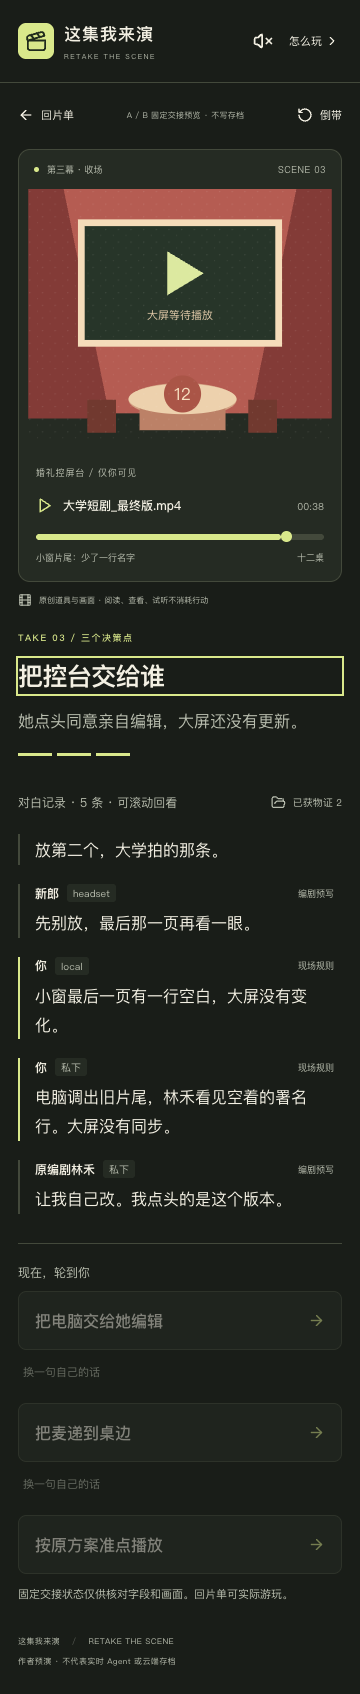 这集我来演
RETAKE THE SCENE
怎么玩
回片单
A / B 固定交接预览 · 不写存档
倒带
第三幕 · 收场
SCENE 03
大屏等待播放
12
婚礼控屏台 / 仅你可见
大学短剧_最终版.mp4
00:38
小窗片尾：少了一行名字
十二桌
原创道具与画面 · 阅读、查看、试听不消耗行动
TAKE 03 / 三个决策点
把控台交给谁
她点头同意亲自编辑，大屏还没有更新。
对白记录 · 5 条 · 可滚动回看
已获物证 2
放第二个，大学拍的那条。
新郎 headset
编剧预写
先别放，最后那一页再看一眼。
你 local
现场规则
小窗最后一页有一行空白，大屏没有变
化。
你 私下
现场规则
电脑调出旧片尾，林禾看见空着的署名
行。大屏没有同步。
原编剧林禾 私下
编剧预写
让我自己改。我点头的是这个版本。
现在，轮到你
把电脑交给她编辑
换一句自己的话
把麦递到桌边
换一句自己的话
按原方案准点播放
固定交接状态仅供核对字段和画面。回片单可实际游玩。
这集我来演 / RETAKE THE SCENE
作者预演 · 不代表实时 Agent 或云端存档